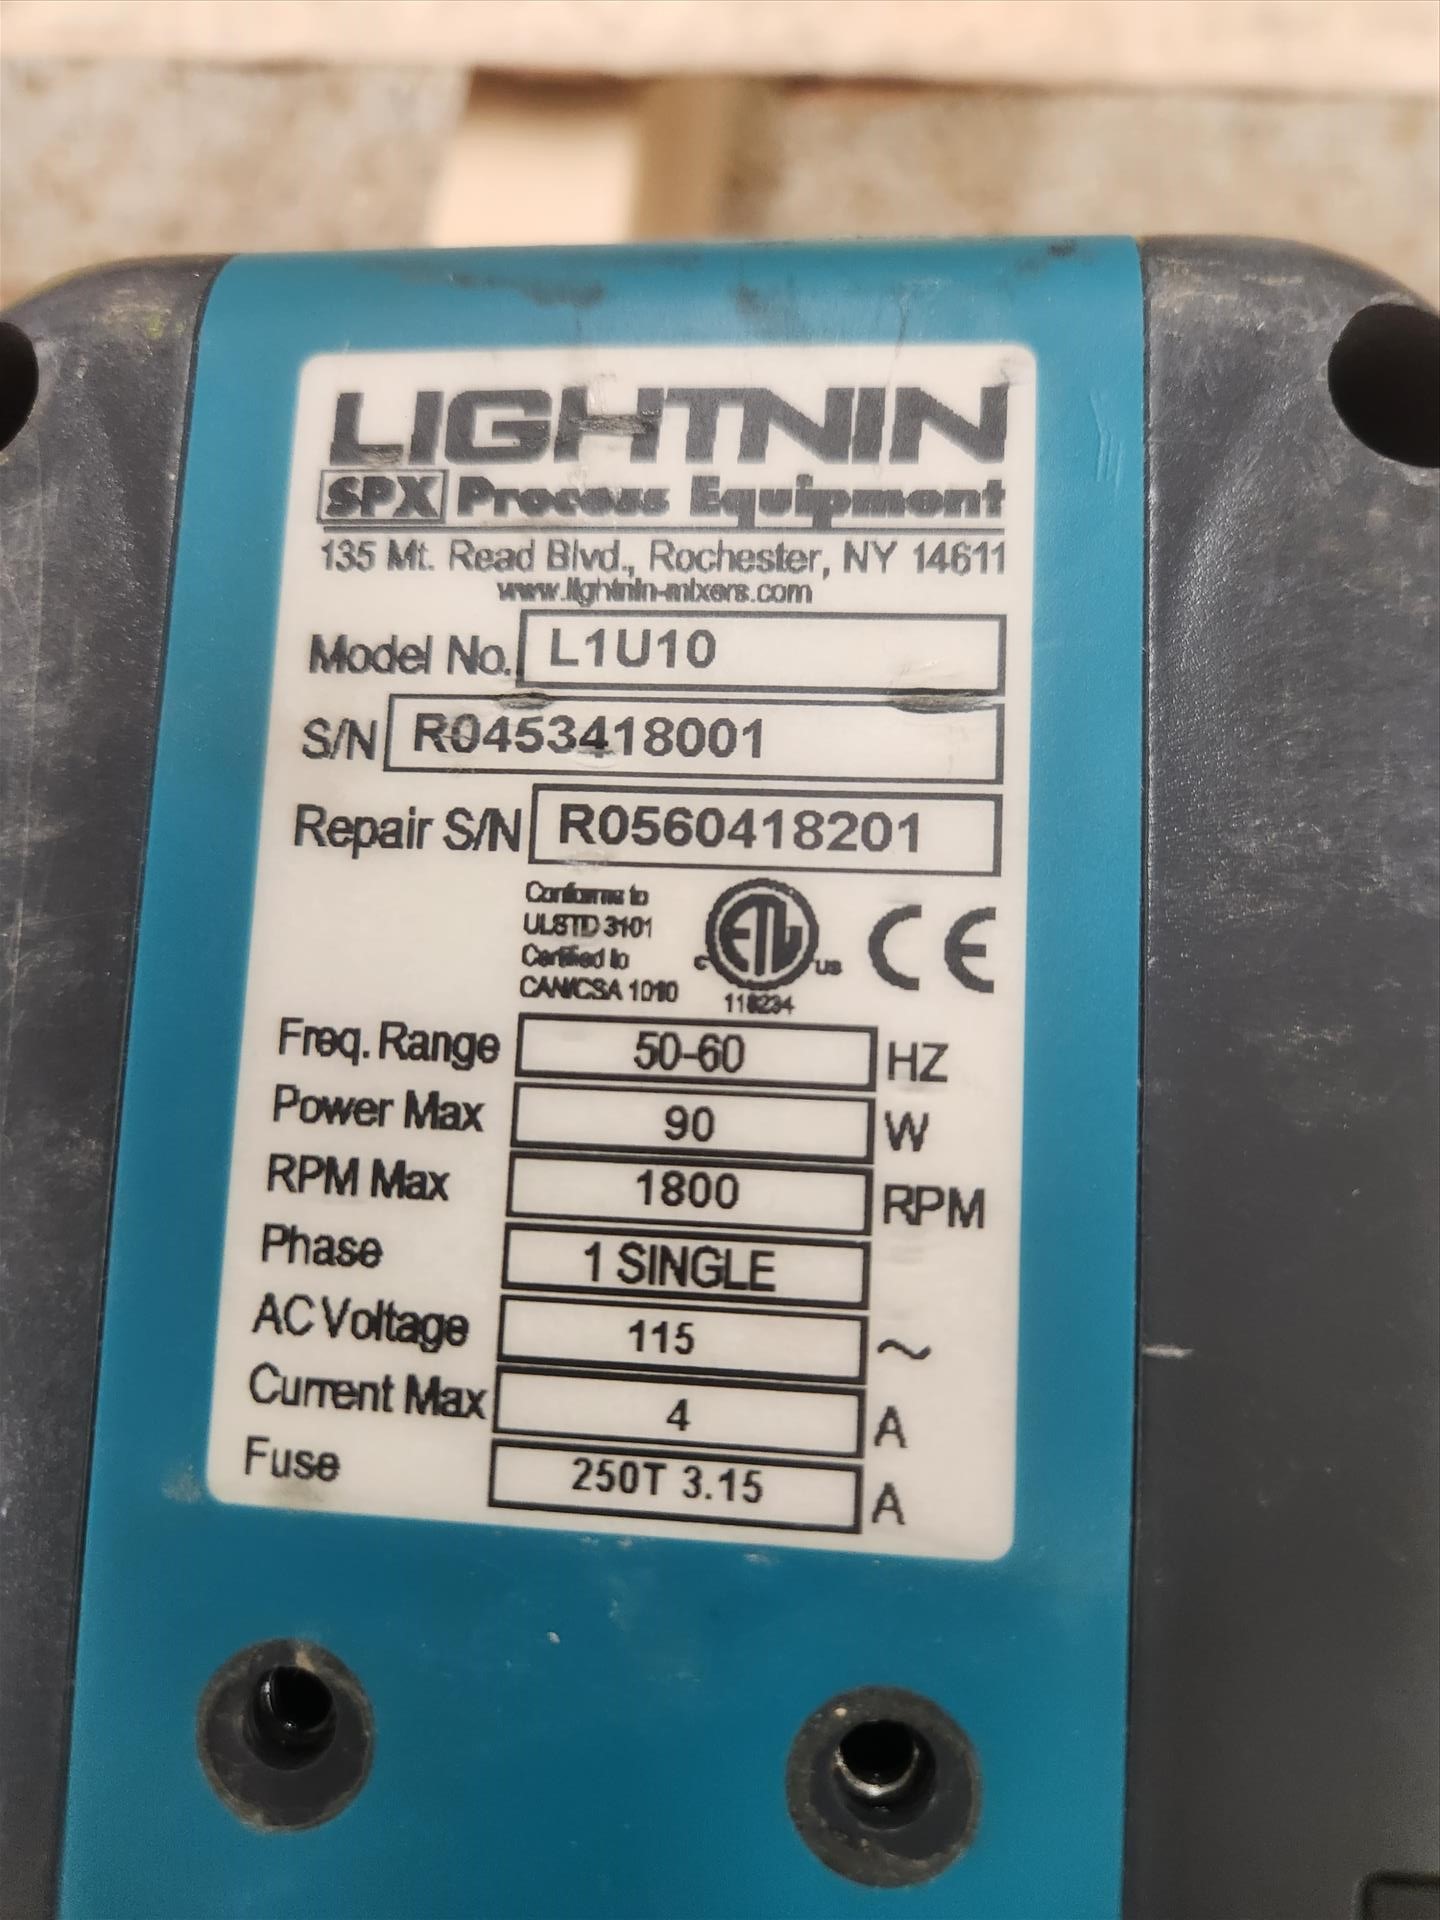 LIGHTNIN
SPX Process Equipment
135 Mt. Read Blvd., Rochester, NY 14611
www.lightnin-mixers.com
Model No. L1U10
S/N R0453418001
Repair S/N R0560418201
Conforms to
ULSTD 3101
Certified to
CAN/CSA 1010
C ETL US
118234
CE
Freq. Range 50-60 HZ
Power Max 90 W
RPM Max 1800 RPM
Phase 1 SINGLE
AC Voltage 115 ~
Current Max 4 A
Fuse 250T 3.15 A